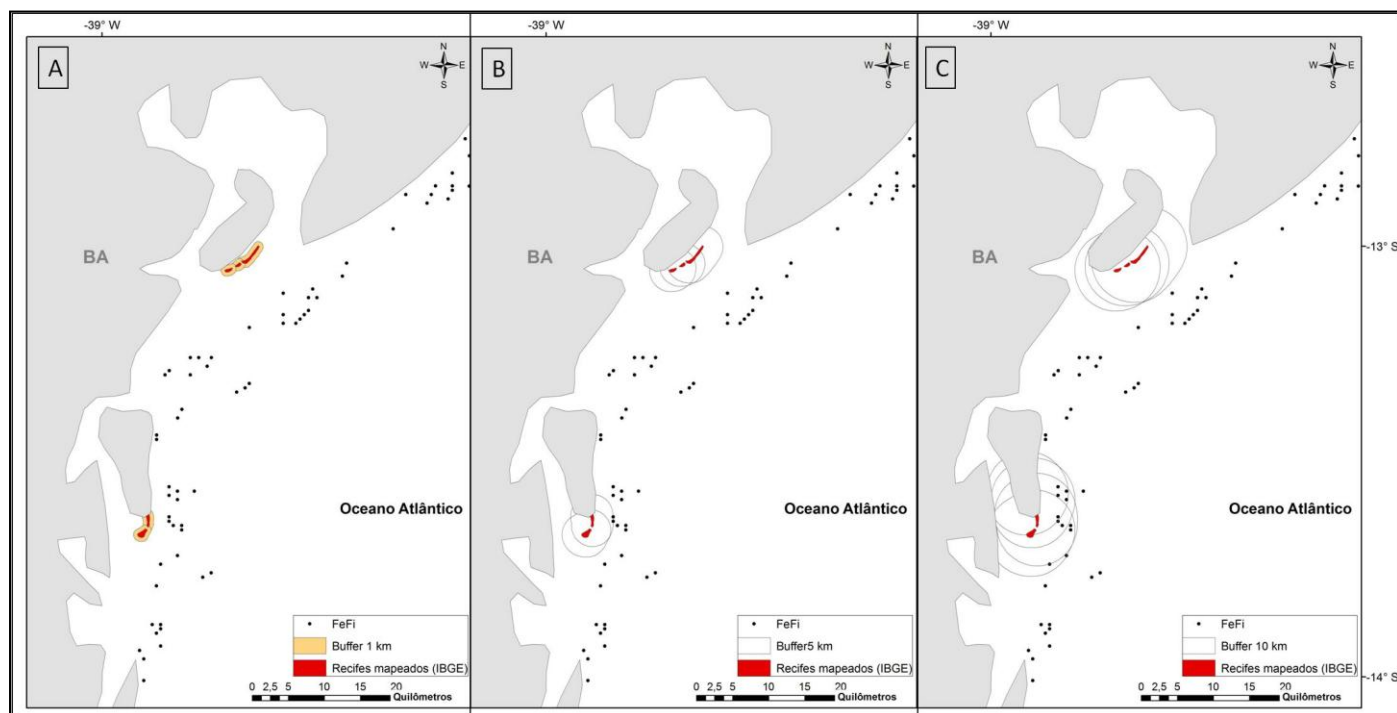 -39° W
-39° W
-39° W
A
N
W E
S
BA
Oceano Atlântico
FeFi
Buffer 1 km
Recifes mapeados (IBGE)
0 2,5 5 10 15 20
Quilômetros
B
N
W E
S
BA
Oceano Atlântico
FeFi
Buffer5 km
Recifes mapeados (IBGE)
0 2,5 5 10 15 20
Quilômetros
C
N
W E
S
-13° S
BA
Oceano Atlântico
FeFi
Buffer 10 km
Recifes mapeados (IBGE)
0 2,5 5 10 15 20
Quilômetros
-14° S